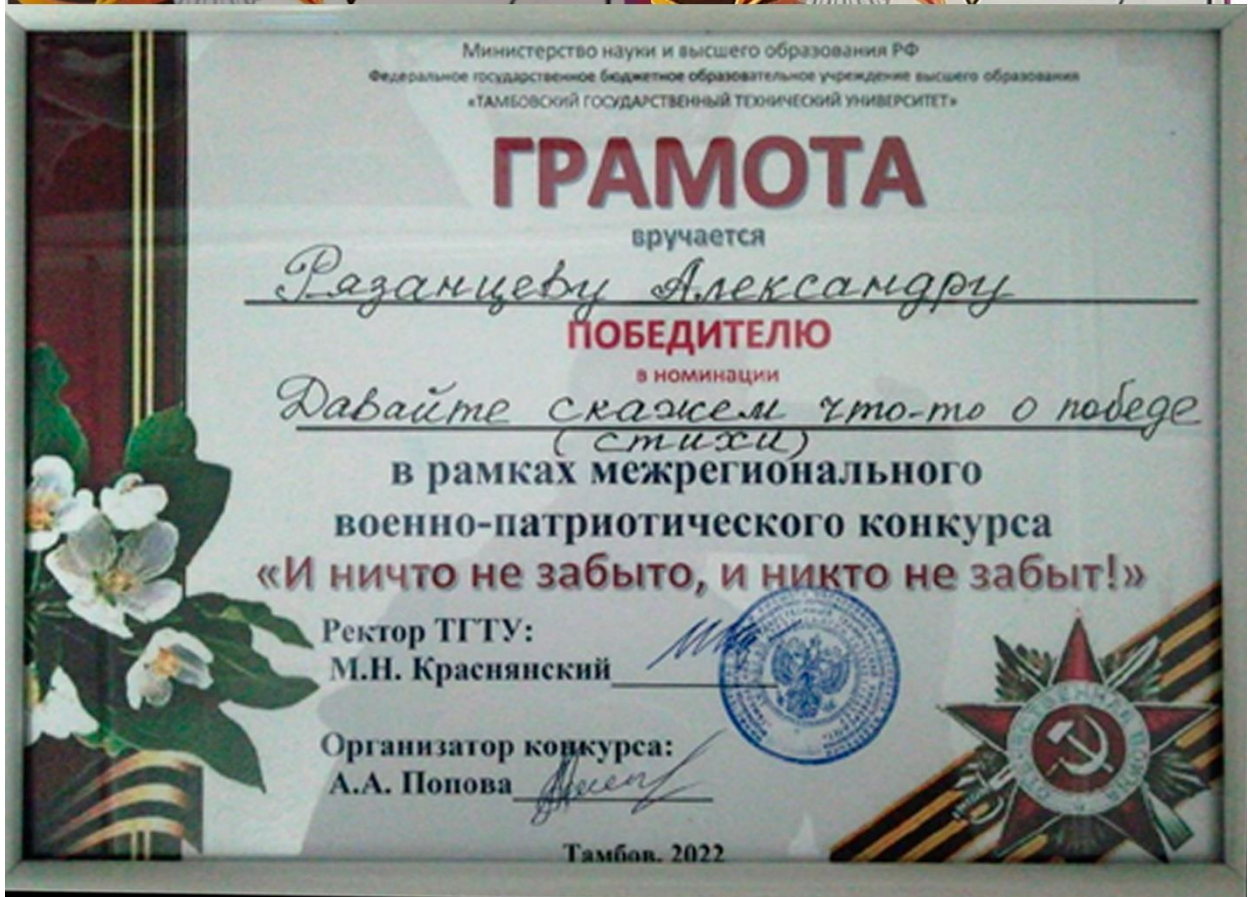 Министерство науки и высшего образования РФ
Федеральное государственное бюджетное образовательное учреждение высшего образования
«ТАМБОВСКИЙ ГОСУДАРСТВЕННЫЙ ТЕХНИЧЕСКИЙ УНИВЕРСИТЕТ»
ГРАМОТА
вручается
Рязанцеву Александру
ПОБЕДИТЕЛЮ
в номинации
Давайте скажем что-то о победе
(стихи)
в рамках межрегионального
военно-патриотического конкурса
«И ничто не забыто, и никто не забыт!»
Ректор ТГТУ:
М.Н. Краснянский
Организатор конкурса:
А.А. Попова
Тамбов, 2022